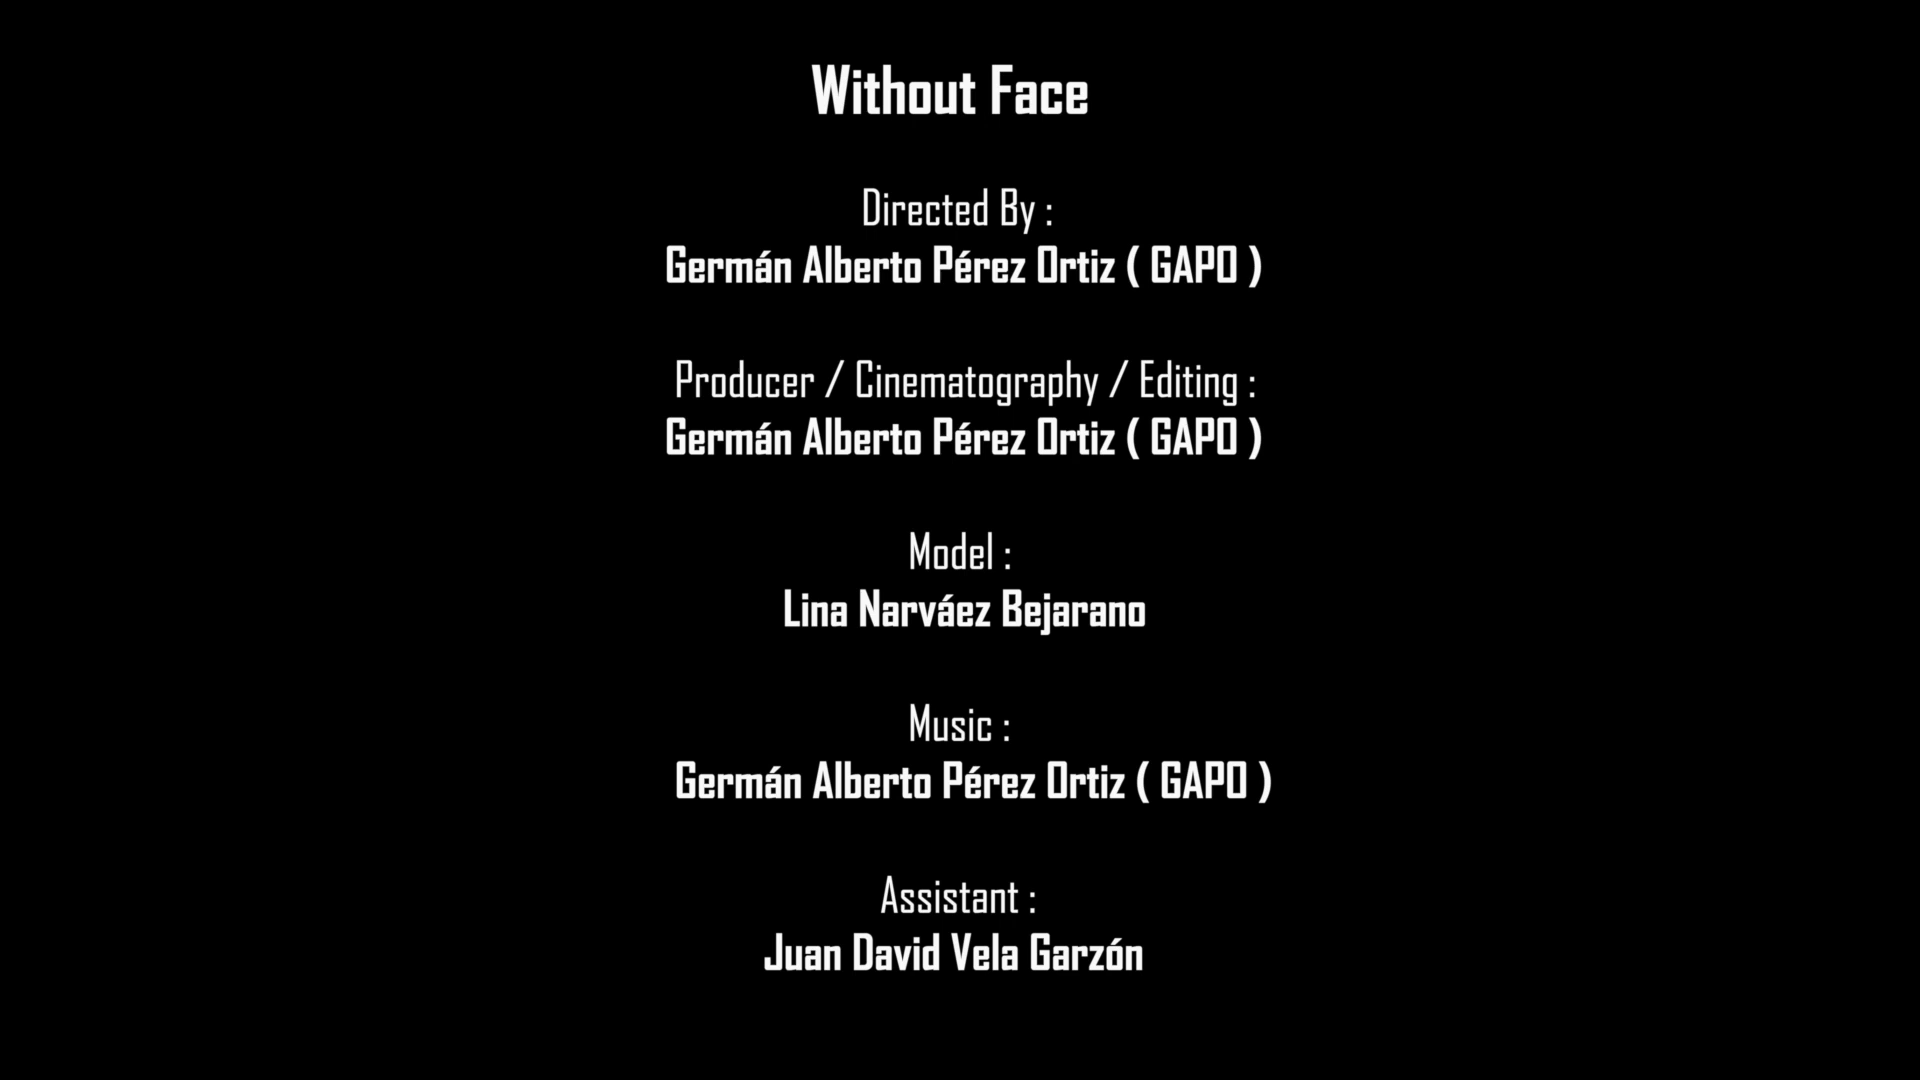 Without Face
Directed By :
Germán Alberto Pérez Ortiz ( GAPO )
Producer / Cinematography / Editing :
Germán Alberto Pérez Ortiz ( GAPO )
Model :
Lina Narváez Bejarano
Music :
Germán Alberto Pérez Ortiz ( GAPO )
Assistant :
Juan David Vela Garzón